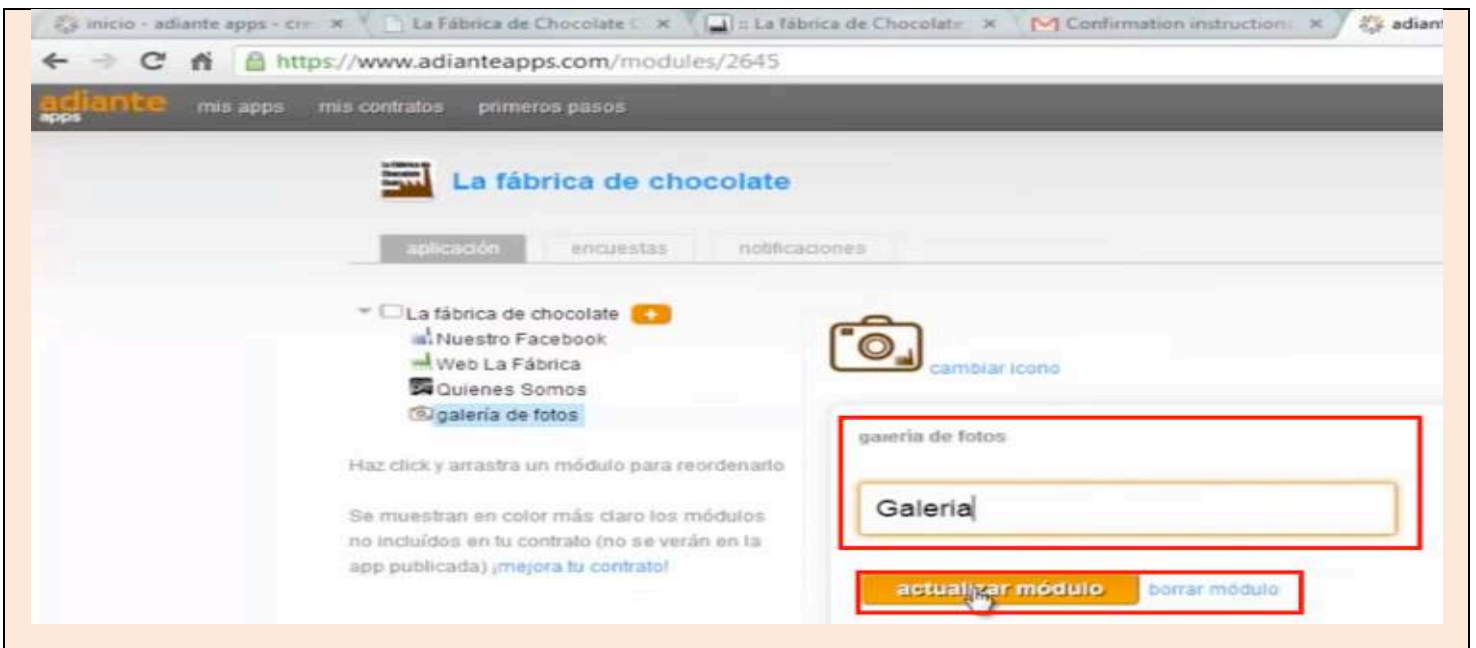 inicio - adiante apps - cre
La Fábrica de Chocolate C
:: La fábrica de Chocolate
Confirmation instructions
adiant
https://www.adianteapps.com/modules/2645
adiante apps
mis apps
mis contratos
primeros pasos
La fábrica de chocolate
aplicación
encuestas
notificaciones
La fábrica de chocolate +
Nuestro Facebook
Web La Fábrica
Quienes Somos
galería de fotos
Haz click y arrastra un módulo para reordenarlo
Se muestran en color más claro los módulos
no incluídos en tu contrato (no se verán en la
app publicada) ¡mejora tu contrato!
cambiar icono
galería de fotos
Galeria
actualizar módulo
borrar módulo